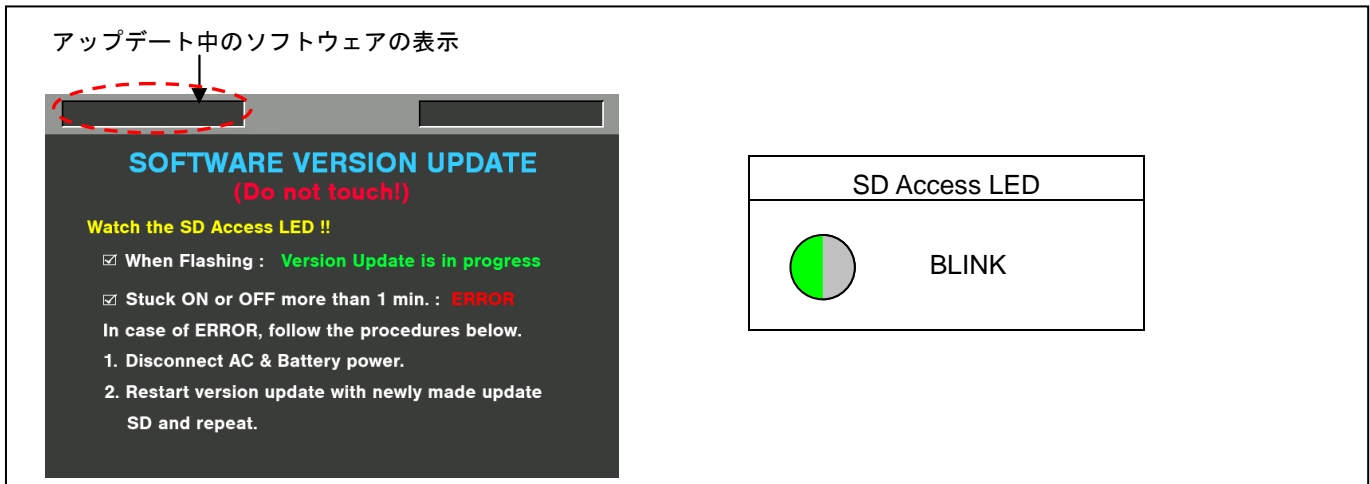 アップデート中のソフトウェアの表示
SOFTWARE VERSION UPDATE
(Do not touch!)
Watch the SD Access LED !!
☑ When Flashing : Version Update is in progress
☑ Stuck ON or OFF more than 1 min. : ERROR
In case of ERROR, follow the procedures below.
1. Disconnect AC & Battery power.
2. Restart version update with newly made update
SD and repeat.
SD Access LED
BLINK